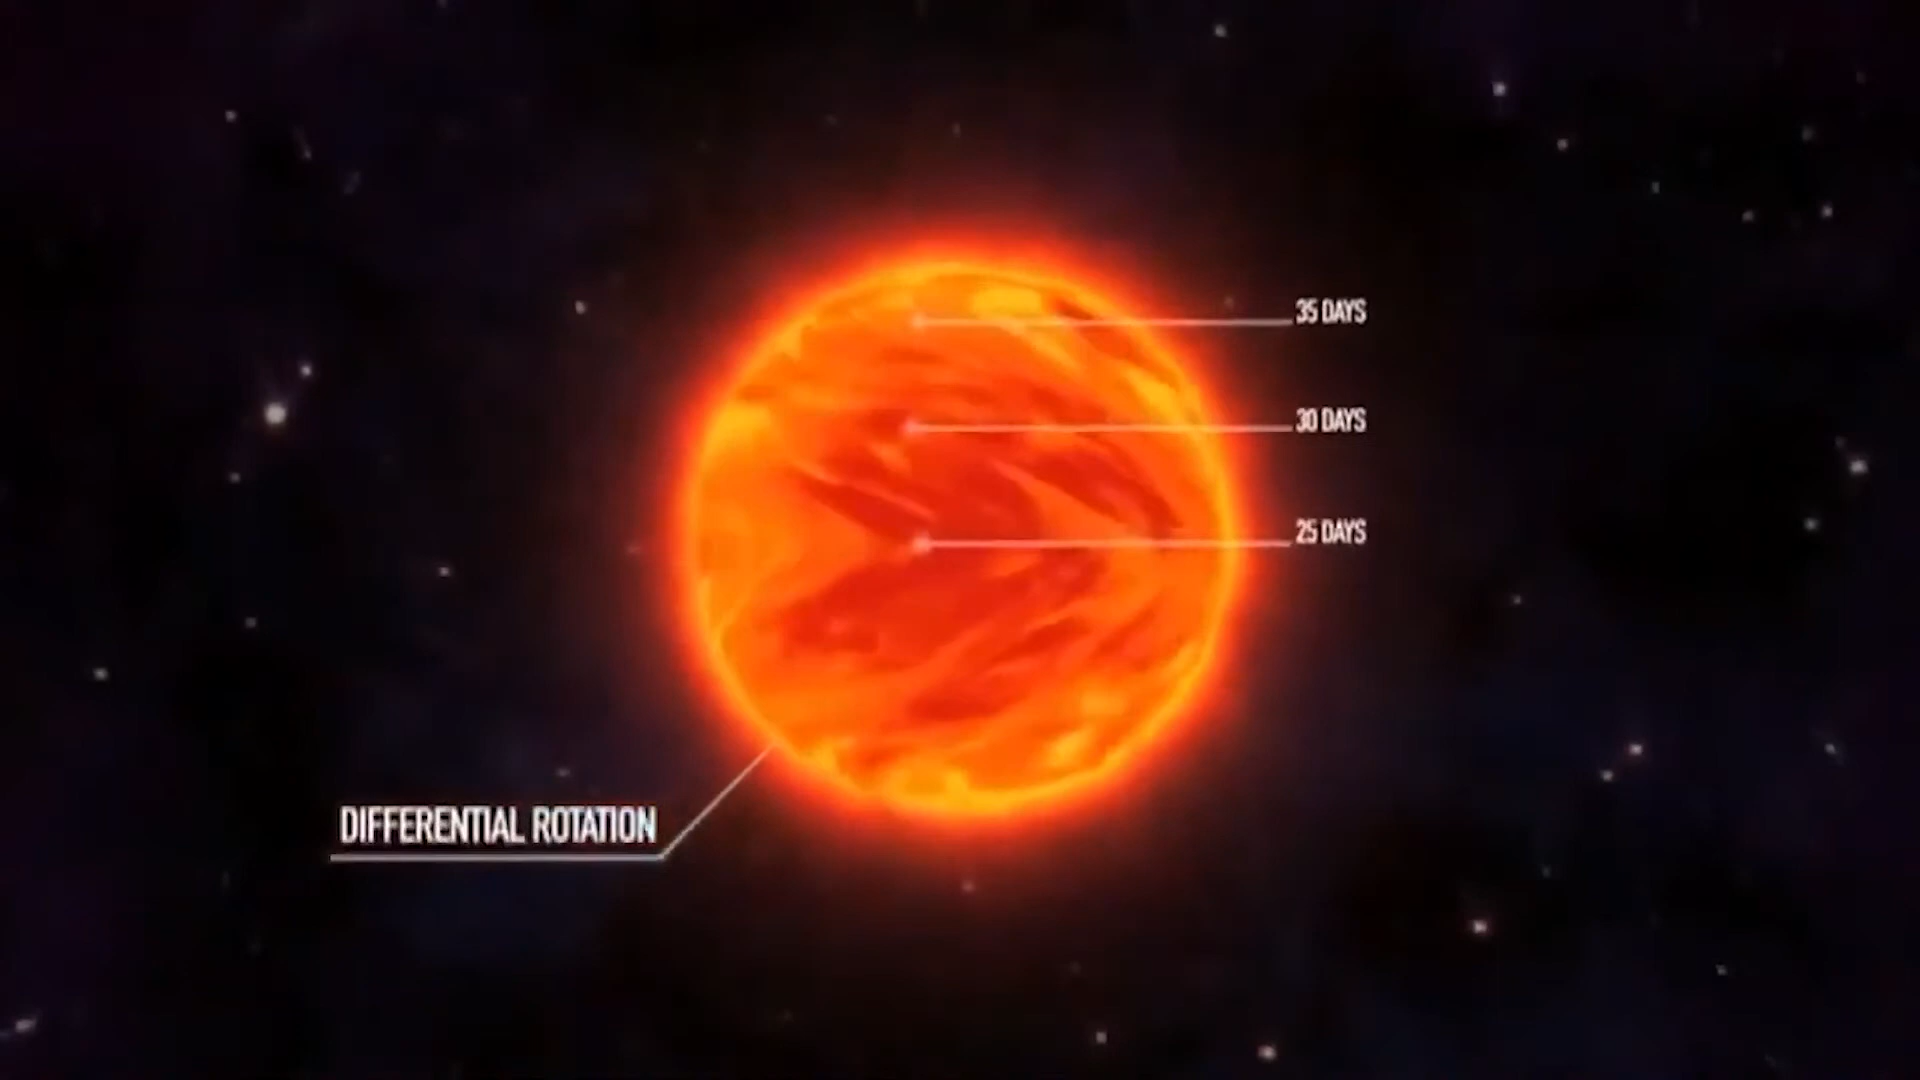 35 DAYS
30 DAYS
25 DAYS
DIFFERENTIAL ROTATION